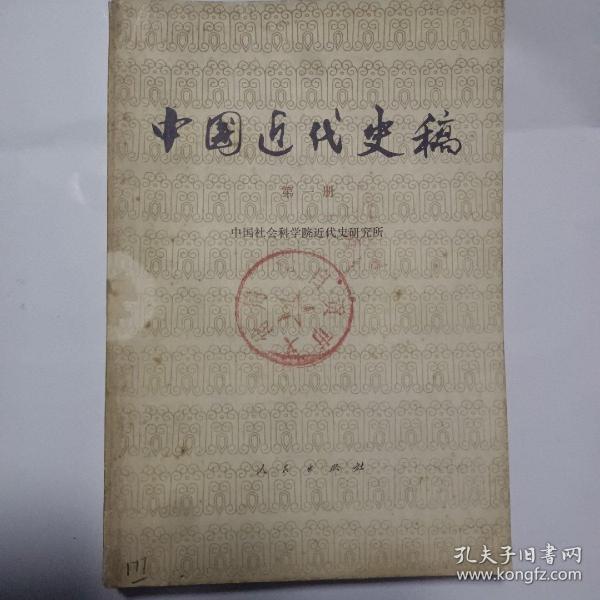 中国近代史稿
第一册
中国社会科学院近代史研究所
人民出版社
孔夫子旧书网
www.kongfz.com